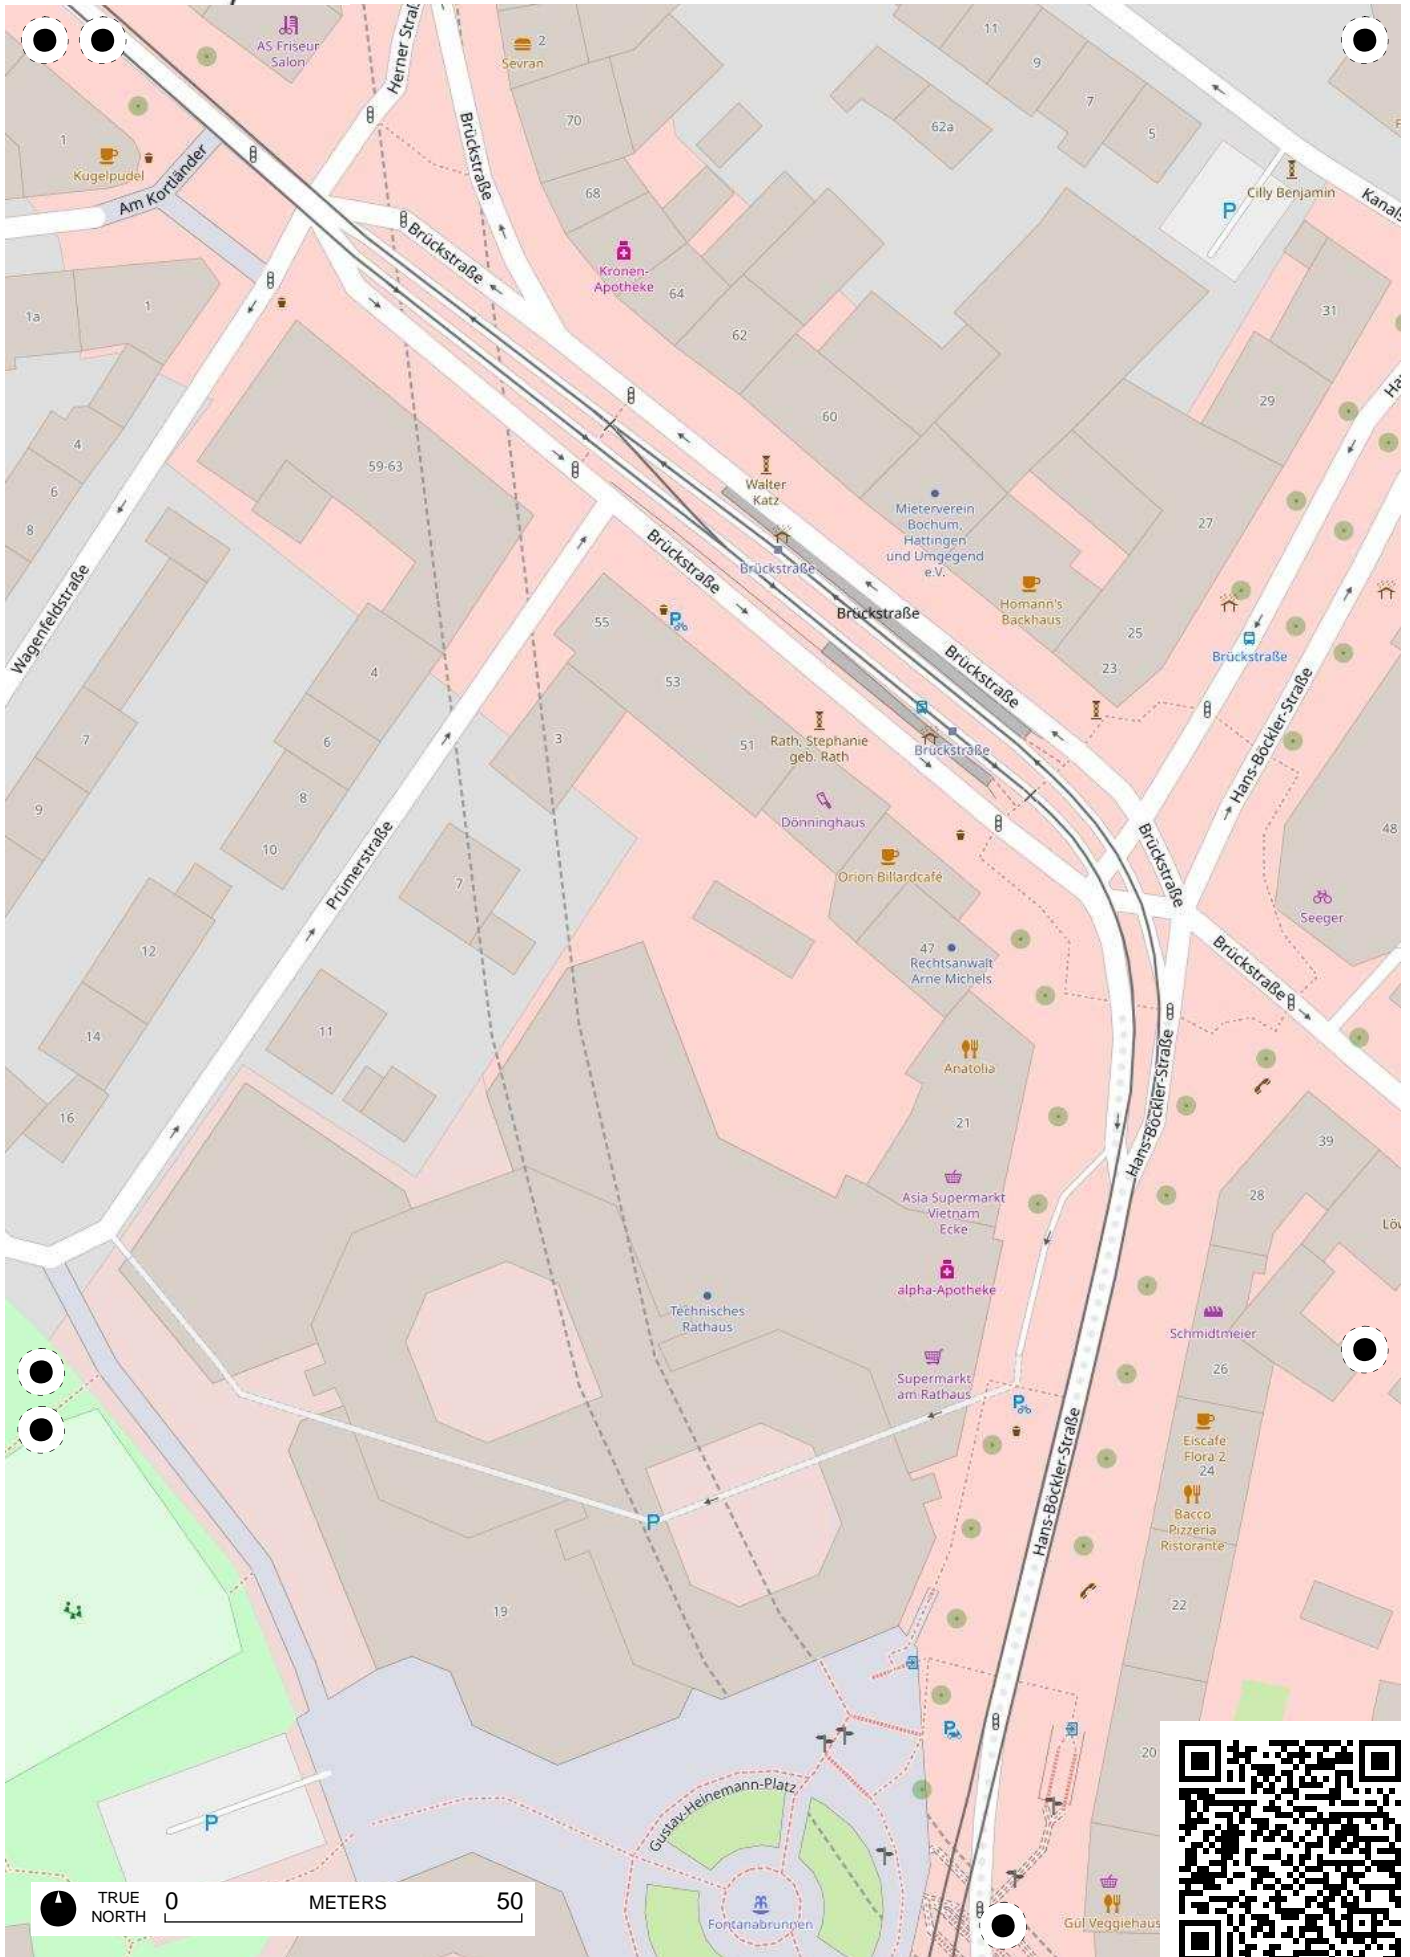 AS Friseur
Salon
Herner Straß
2
Sevran
11
9
7
5
62a
70
68
Brückstraße
1
Kugelpudel
Am Kortländer
Cilly Benjamin
P
Kanals
Brückstraße
Kronen-
Apotheke
64
62
60
31
29
27
1a
1
4
6
8
59-63
Walter
Katz
Mieterverein
Bochum,
Hattingen
und Umgegend
e.V.
Brückstraße
Brückstraße
Brückstraße
Homann's
Backhaus
25
23
Brückstraße
Wagenfeldstraße
55
P
53
51
4
6
8
10
3
7
9
Brückstraße
Brückstraße
Rath, Stephanie
geb. Rath
Hans-Böckler-Straße
Dönninghaus
Orion Billardcafé
Brückstraße
48
Seeger
Prümerstraße
7
12
14
16
11
47
Rechtsanwalt
Arne Michels
Brückstraße
Anatolia
21
Hans-Böckler-Straße
39
28
Asia Supermarkt
Vietnam
Ecke
alpha-Apotheke
Technisches
Rathaus
Schmidtmeier
26
Supermarkt
am Rathaus
P
Eiscafe
Flora 2
24
Bacco
Pizzeria
Ristorante
Hans-Böckler-Straße
P
19
22
P
20
Gustav-Heinemann-Platz
P
Fontanabrunnen
Gül Veggiehaus
TRUE
NORTH
0 METERS 50